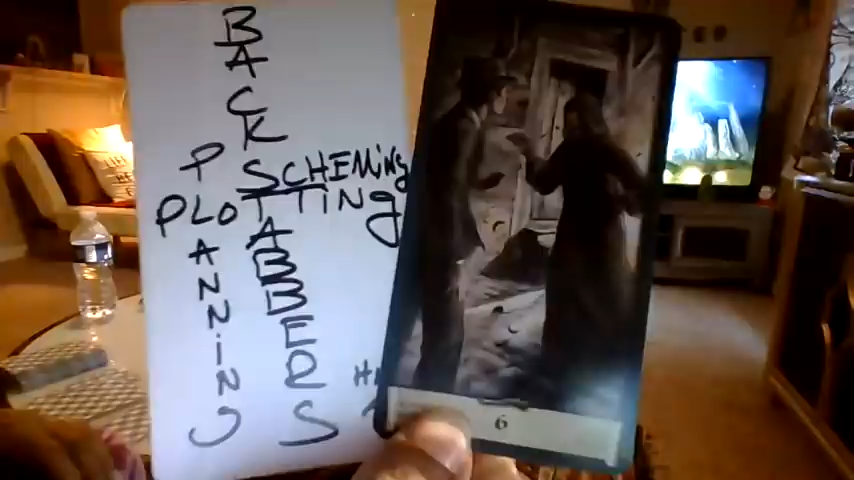 BACKSTABBERS
SCHEMiNg
PLOTTiNg
PLANNiNG
6